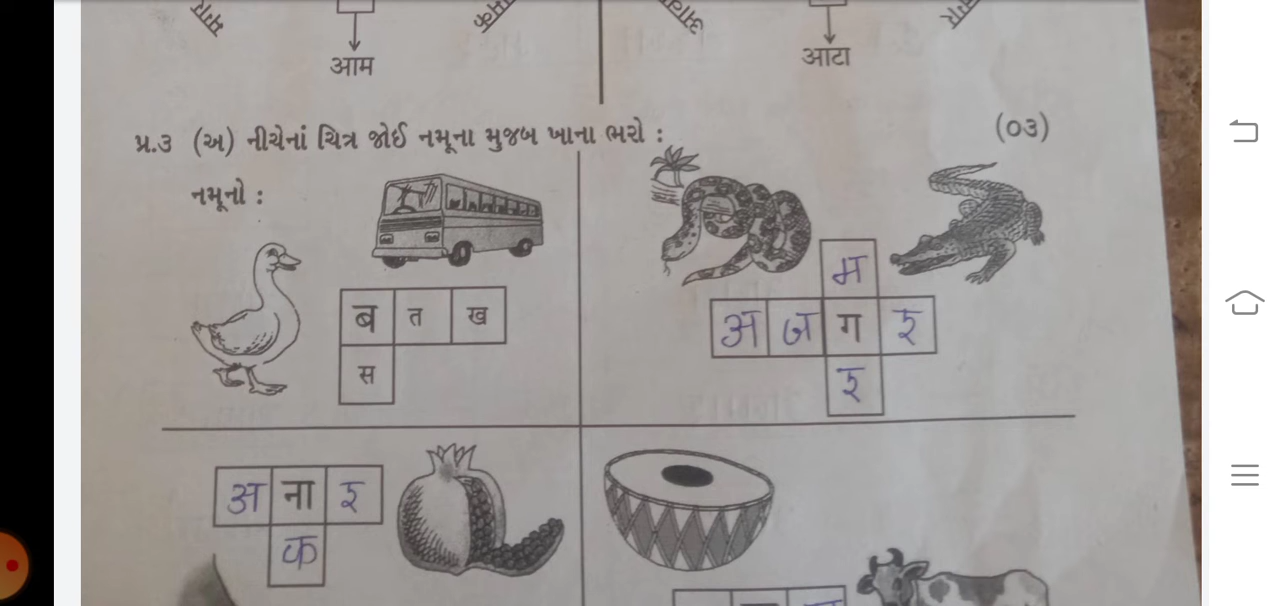 आम
आटा
પ્ર.૩ (અ) નીચેનાં ચિત્ર જોઈ નમૂના મુજબ ખાના ભરો : (૦૩)
નમૂનો :
ब त ख
स
म
अ ज ग र
र
अ ना र
क